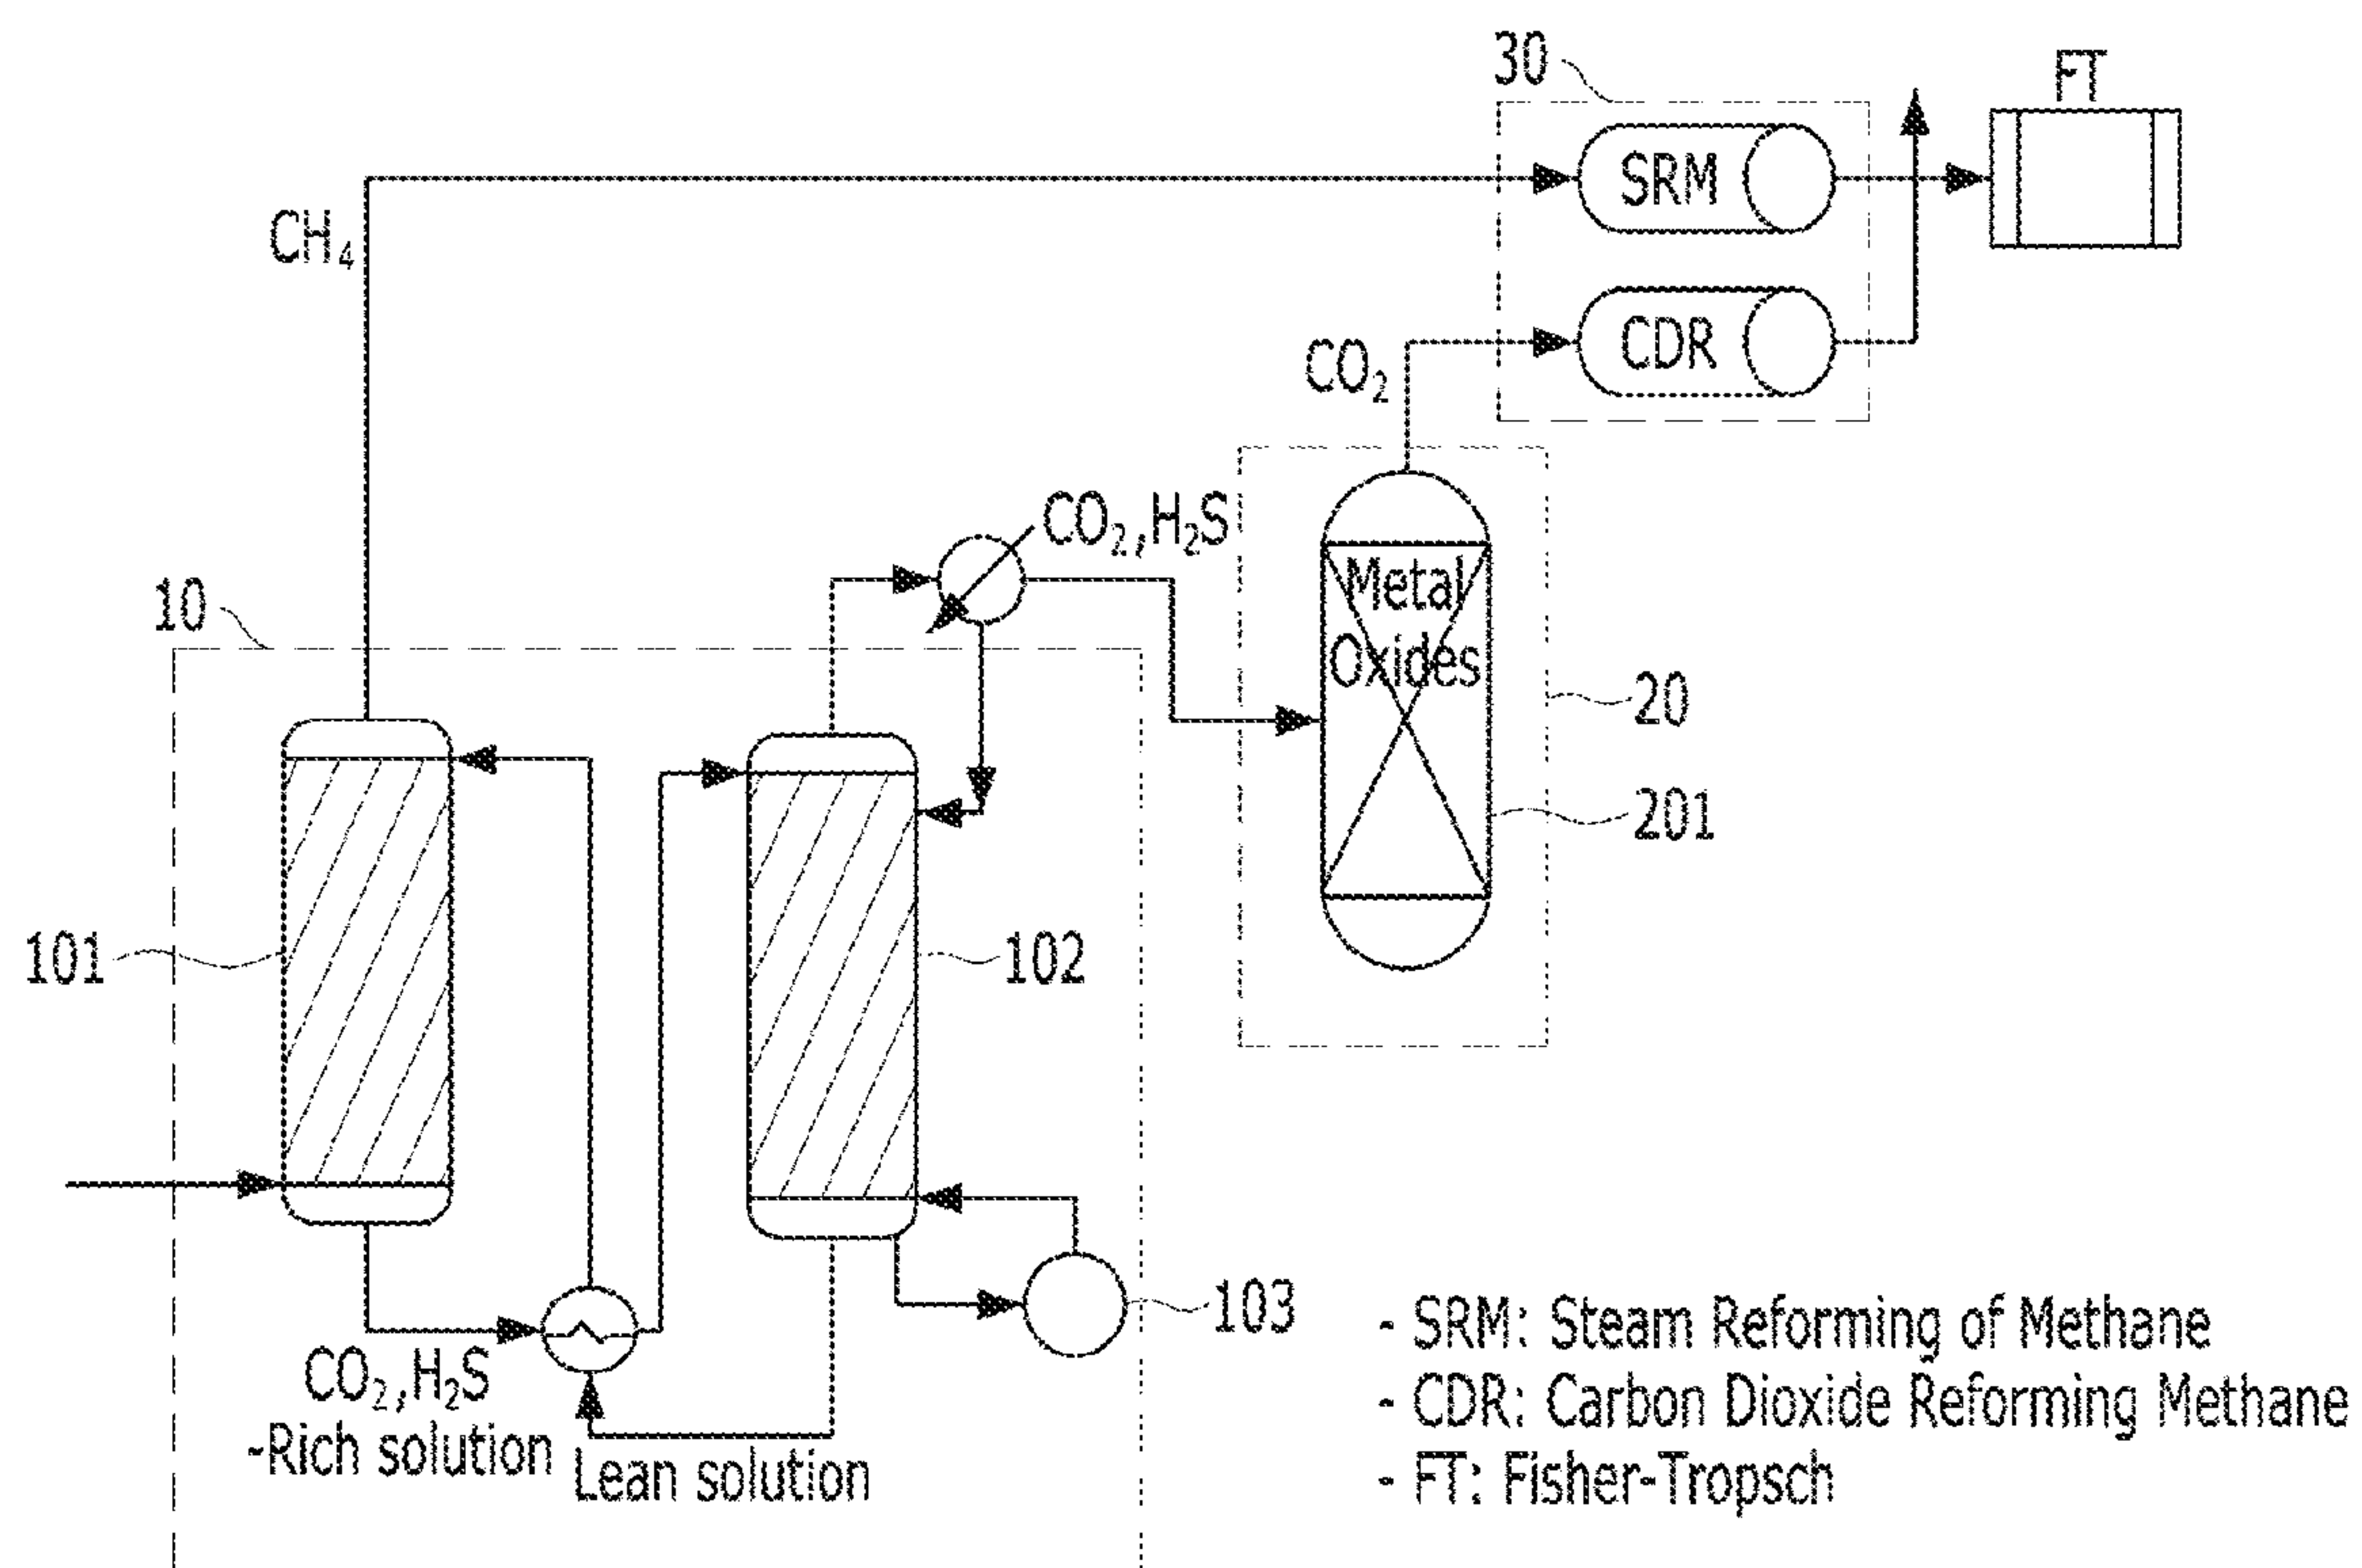 30
FT
SRM
CH₄
CDR
CO₂
CO₂,H₂S
Metal
Oxides
10
20
201
101
102
103
CO₂,H₂S
-Rich solution
Lean solution
- SRM: Steam Reforming of Methane
- CDR: Carbon Dioxide Reforming Methane
- FT: Fisher-Tropsch